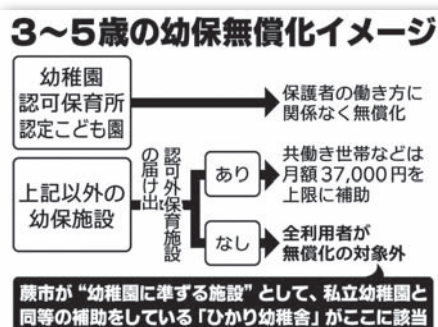 3～5歳の幼保無償化イメージ
幼稚園
認可保育所
認定こども園
保護者の働き方に
関係なく無償化
上記以外の
幼保施設
認可外保育施設
の届け出
あり
共働き世帯などは
月額37,000円を
上限に補助
なし
全利用者が
無償化の対象外
蕨市が“幼稚園に準ずる施設”として、私立幼稚園と
同等の補助をしている「ひかり幼稚舎」がここに該当